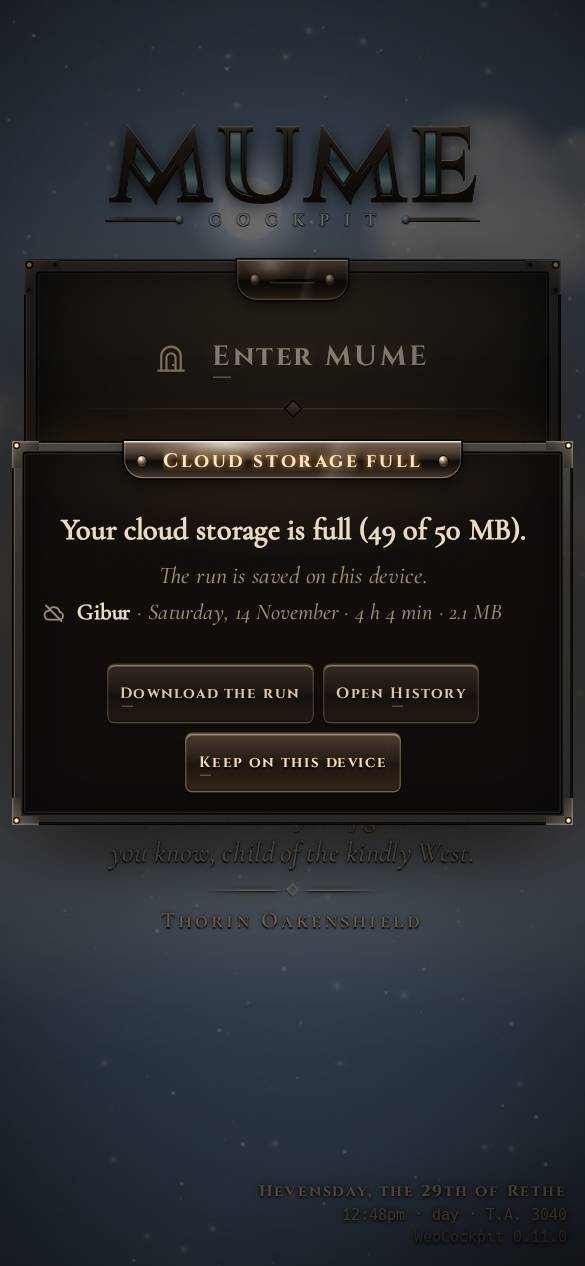 MUME
COCKPIT
Enter MUME
Cloud storage full
Your cloud storage is full (49 of 50 MB).
The run is saved on this device.
Gibur · Saturday, 14 November · 4 h 4 min · 2.1 MB
Download the run
Open History
Keep on this device
you know, child of the kindly West.
Thorin Oakenshield
Hevensday, the 29th of Rethe
12:48pm · day · T.A. 3040
WebCockpit 0.11.0